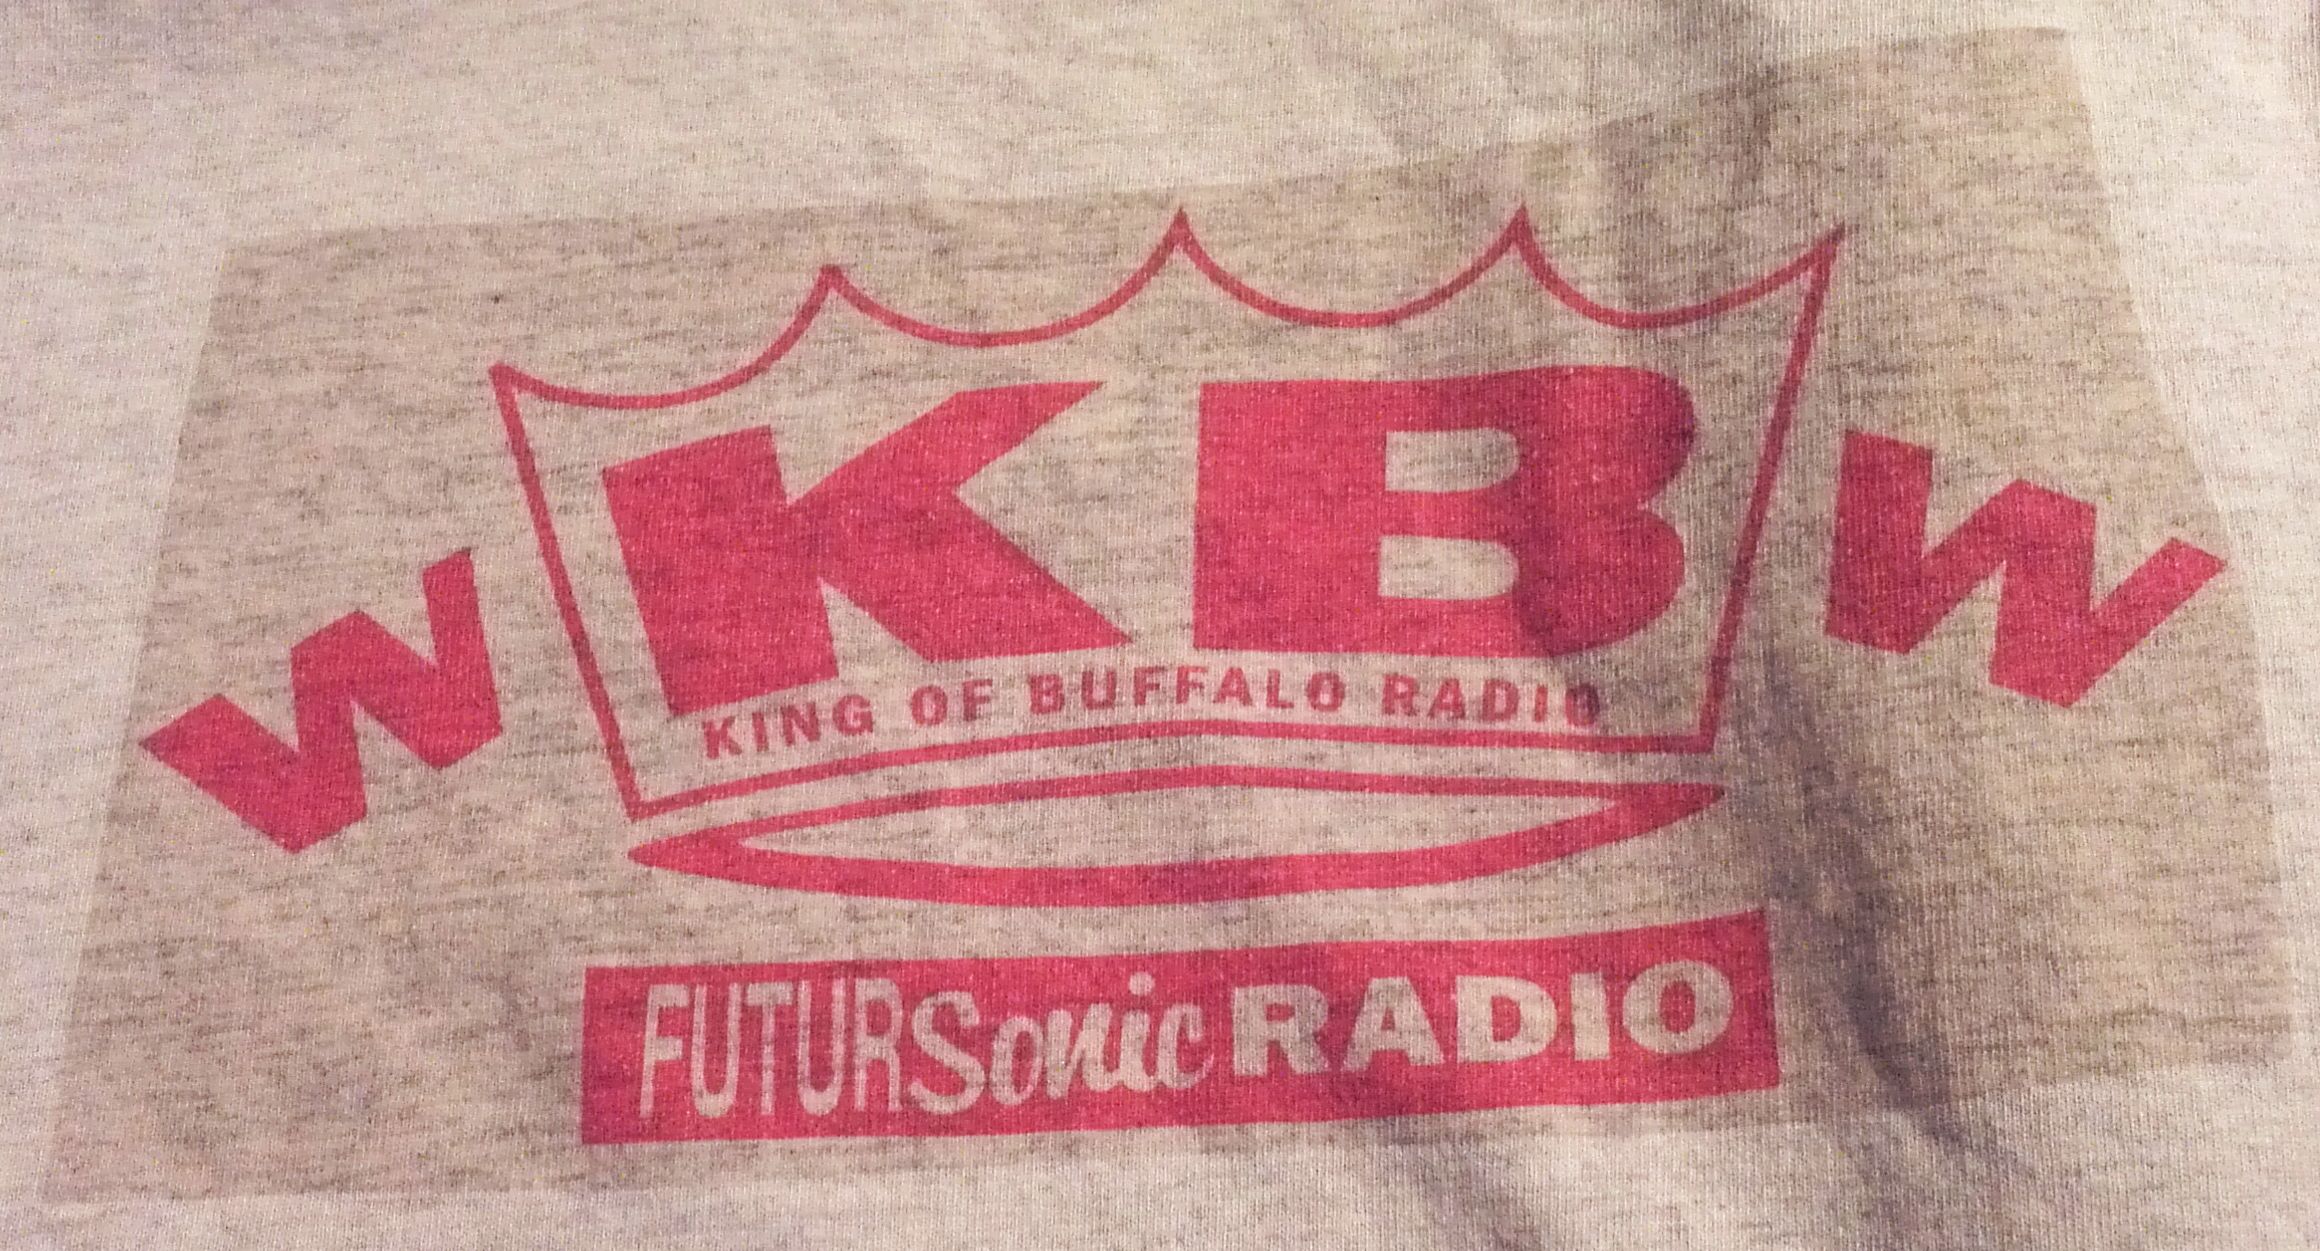 W KB W
KING OF BUFFALO RADIO
FUTURSonic RADIO